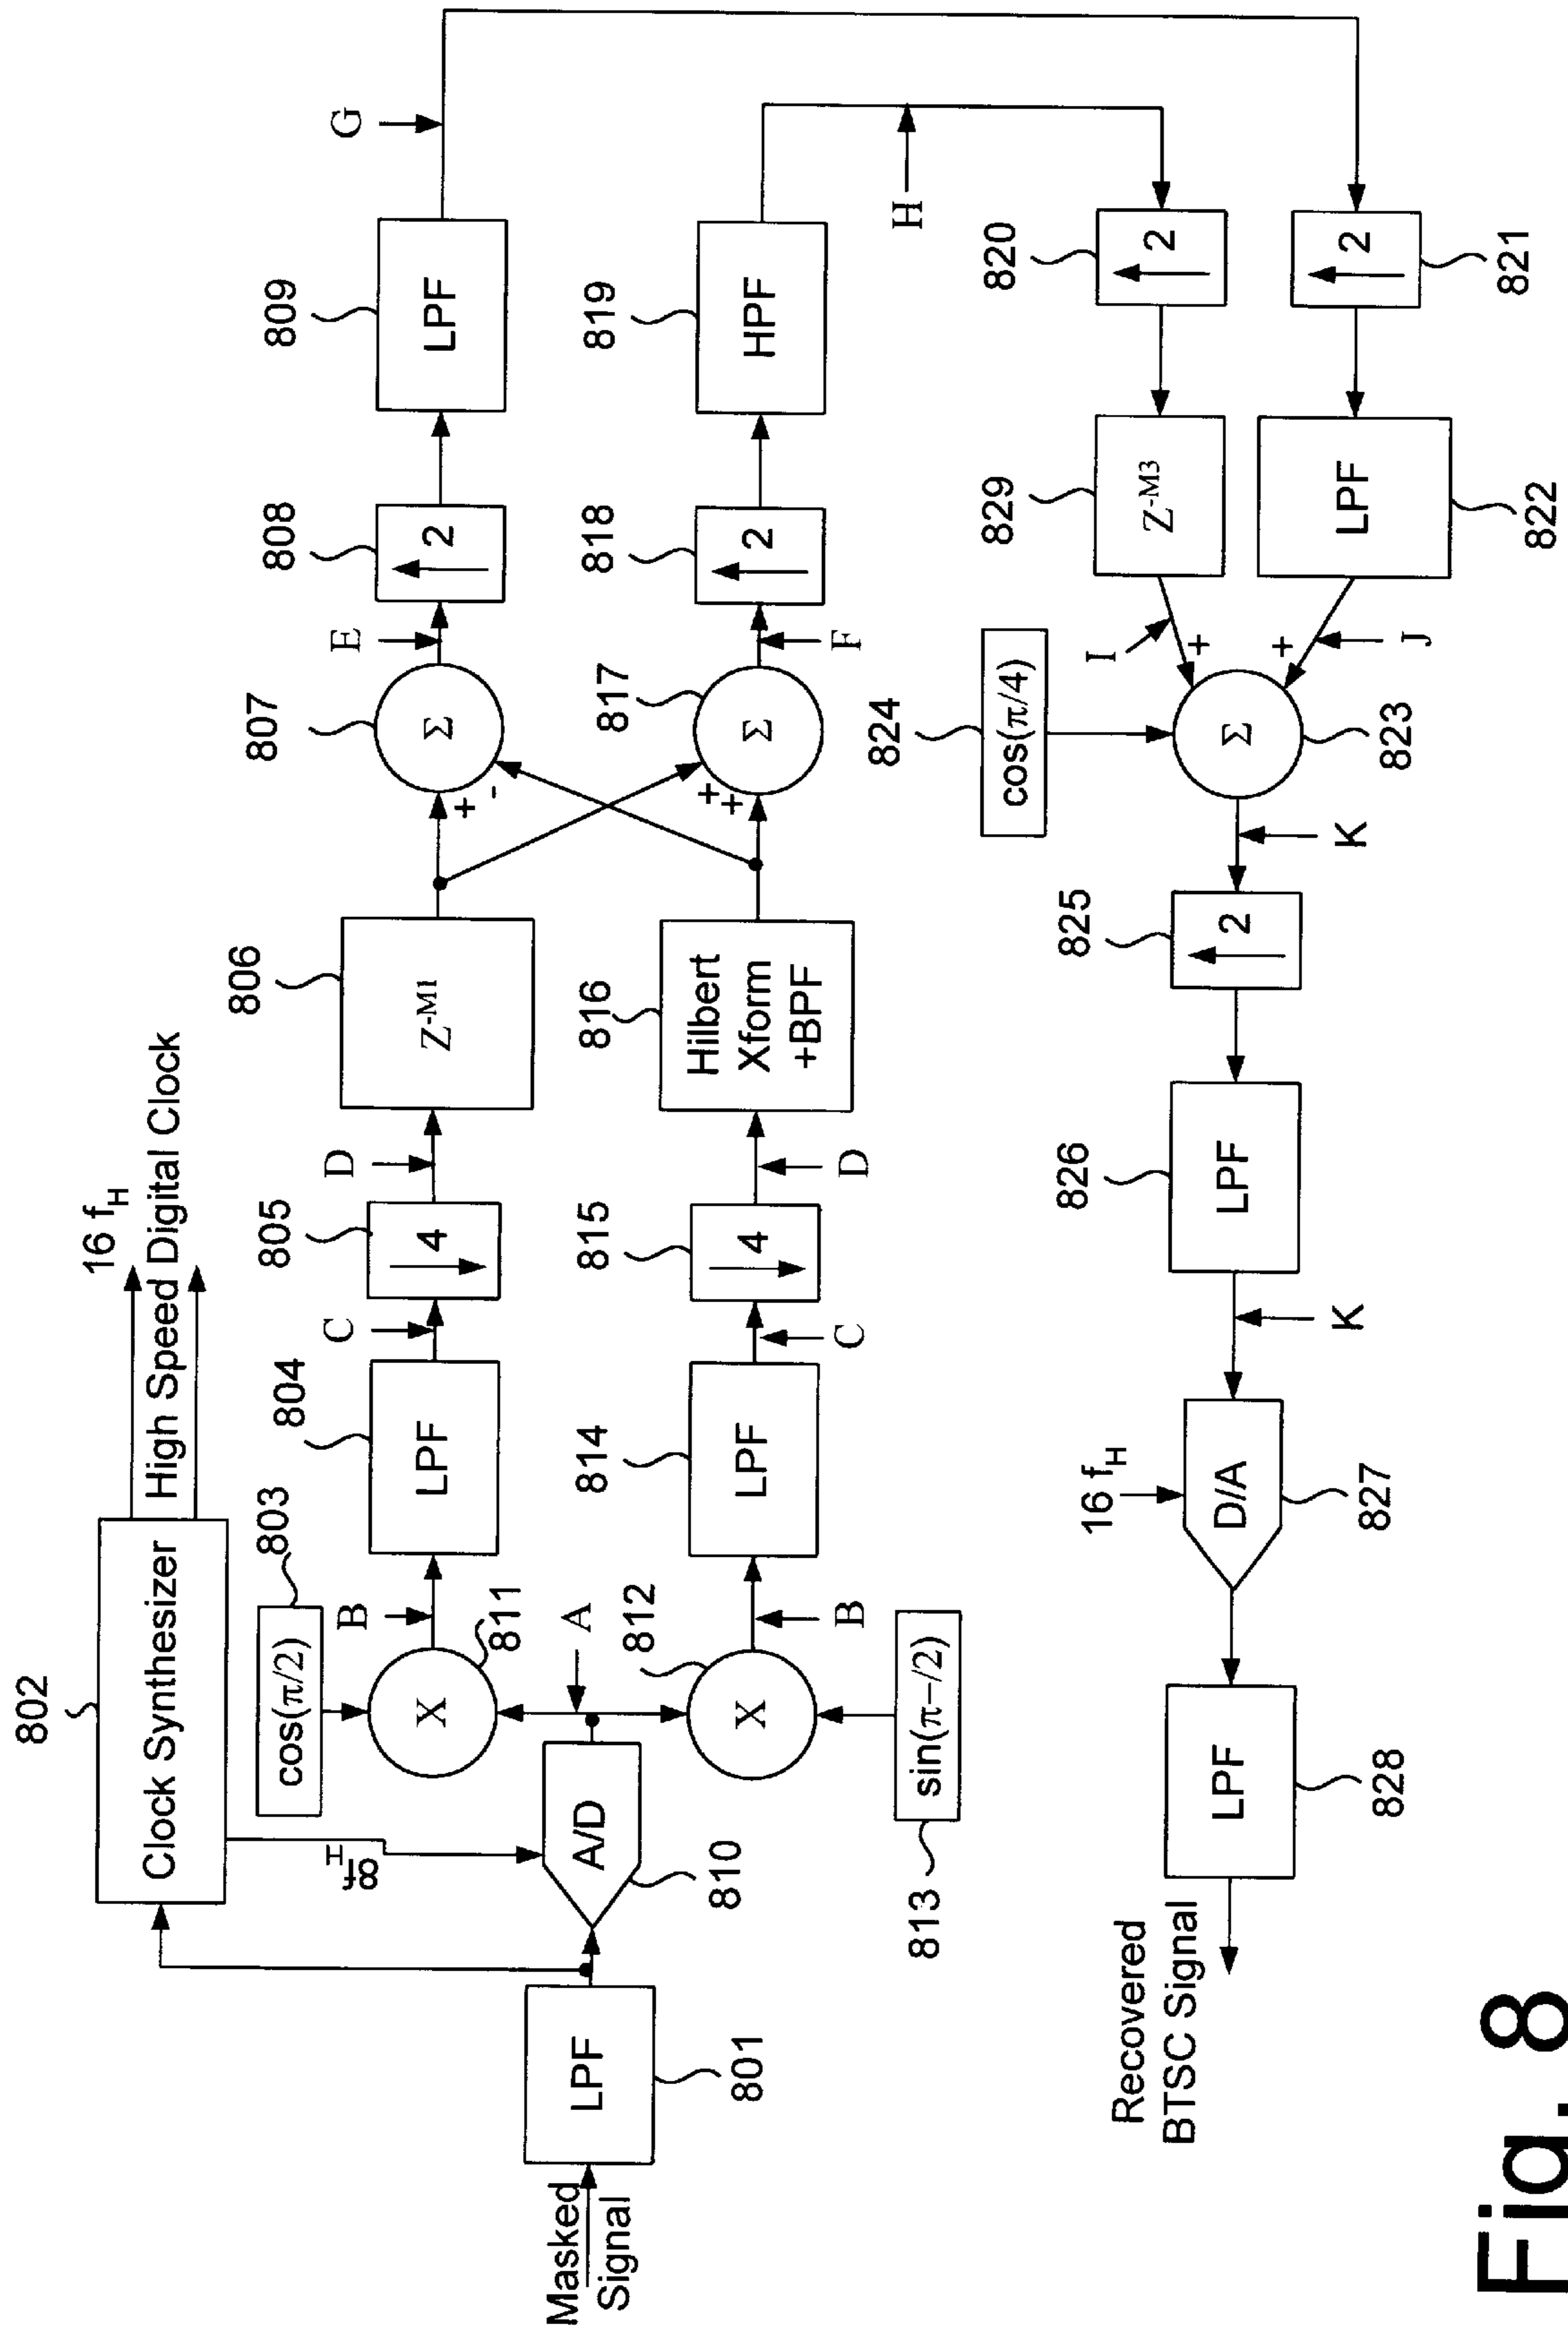 802
Clock Synthesizer
16 fH
High Speed Digital Clock
8fH
Masked
Signal
LPF
801
A/D
810
A
cos(π/2)
803
X
811
B
LPF
804
C
4
805
D
Z-M1
806
+
-
Σ
807
E
2
808
LPF
809
G
sin(π-/2)
813
X
812
B
LPF
814
C
4
815
D
Hilbert
Xform
+BPF
816
+
+
Σ
817
F
2
818
HPF
819
H
2
820
2
821
Z-M3
829
LPF
822
I
+
J
+
cos(π/4)
824
Σ
823
K
2
825
LPF
826
K
16 fH
D/A
827
LPF
828
Recovered
BTSC Signal
Fig. 8